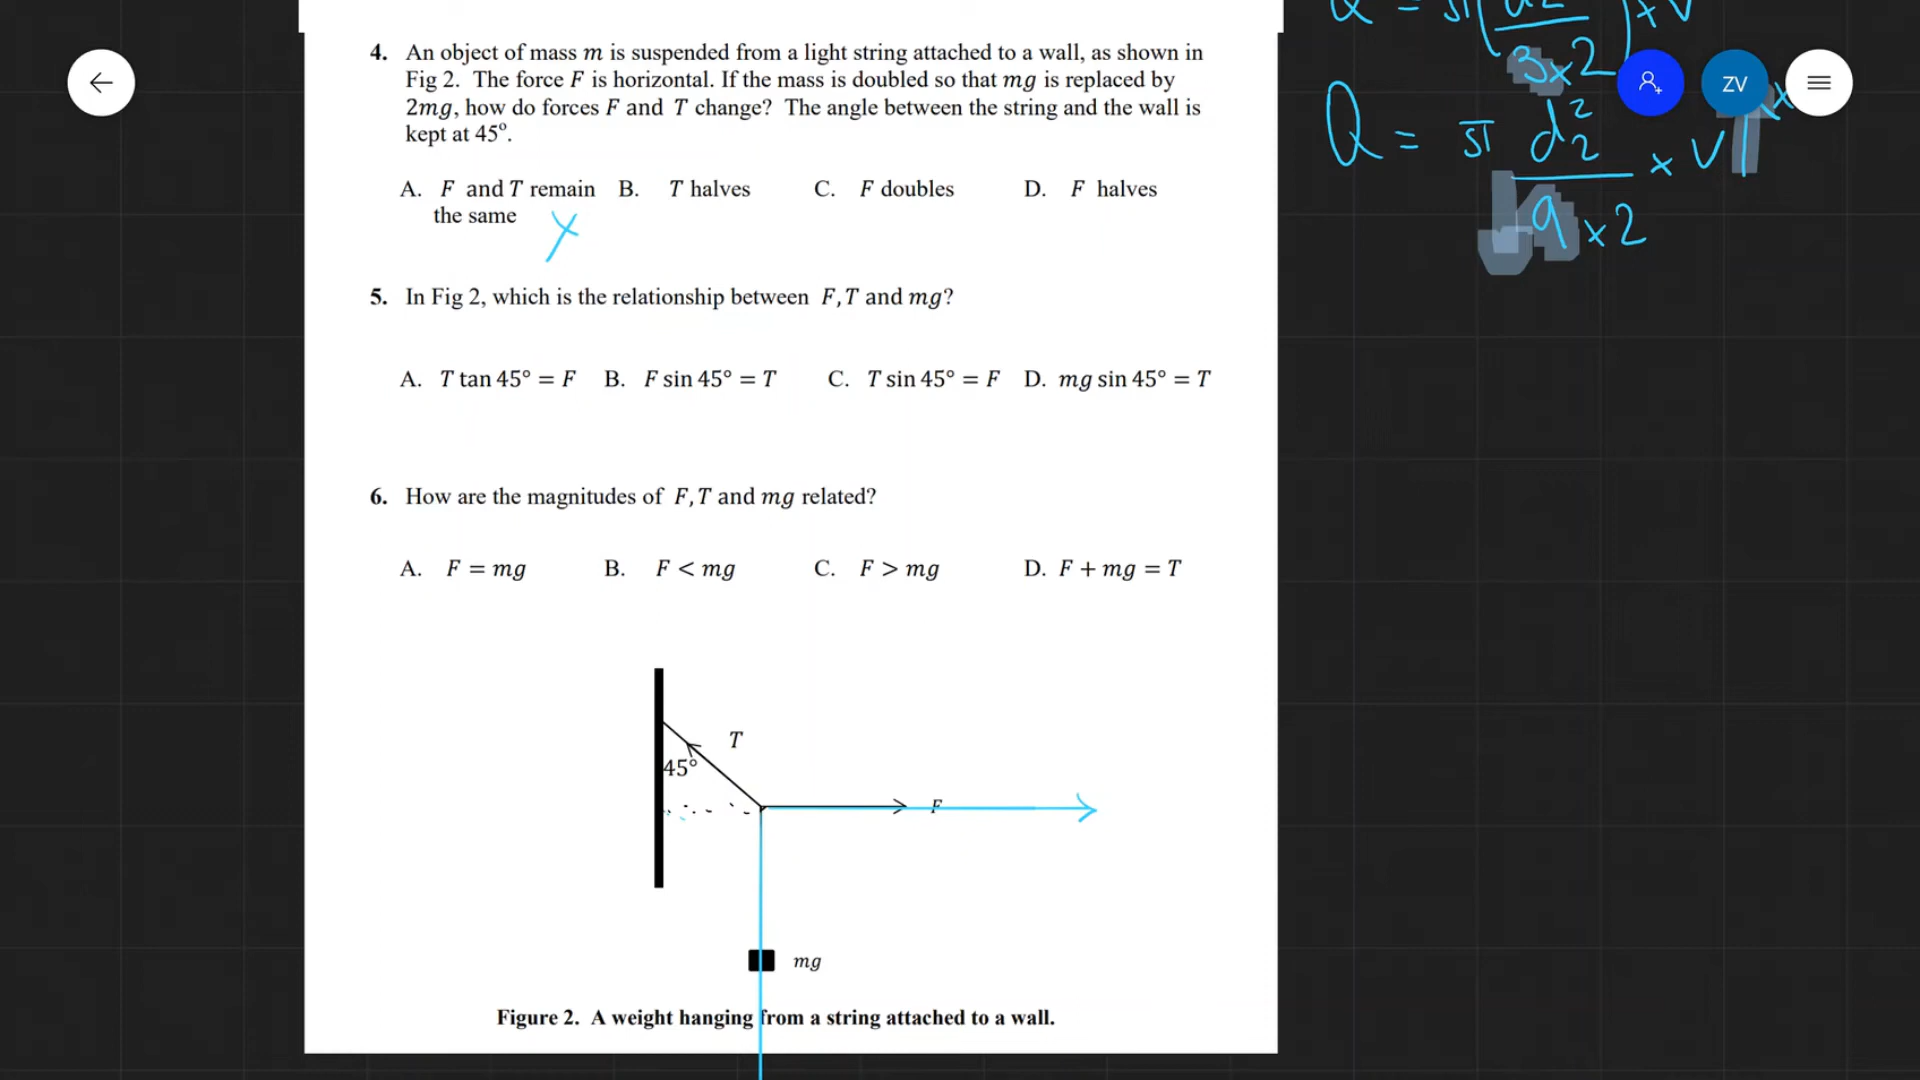 4. An object of mass m is suspended from a light string attached to a wall, as shown in
Fig 2. The force F is horizontal. If the mass is doubled so that mg is replaced by
2mg, how do forces F and T change? The angle between the string and the wall is
kept at 45°.
A. F and T remain the same B. T halves C. F doubles D. F halves
5. In Fig 2, which is the relationship between F, T and mg?
A. T tan 45° = F B. F sin 45° = T C. T sin 45° = F D. mg sin 45° = T
6. How are the magnitudes of F, T and mg related?
A. F = mg B. F < mg C. F > mg D. F + mg = T
T
45°
F
mg
Figure 2. A weight hanging from a string attached to a wall.
3x2
ZV
Q = π d₂² x V
9 x 2